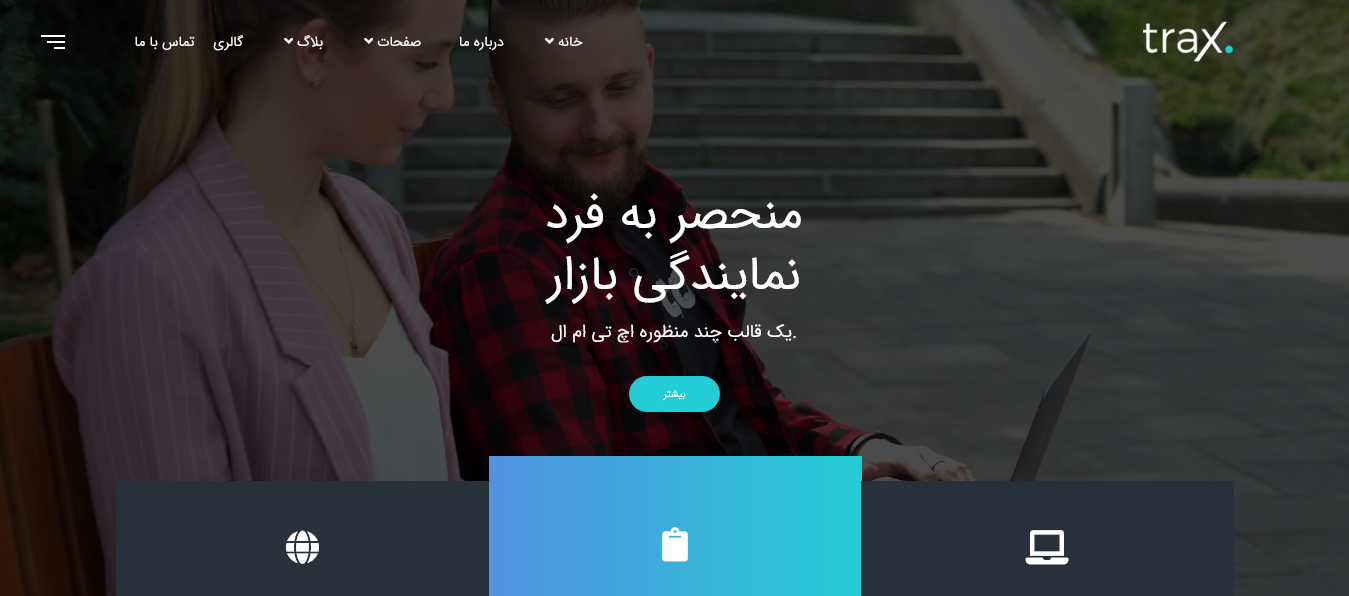 trax.
خانه
درباره ما
صفحات
بلاگ
گالری
تماس با ما
منحصر به فرد
نمایندگی بازار
یک قالب چند منظوره اچ تی ام ال.
بیشتر